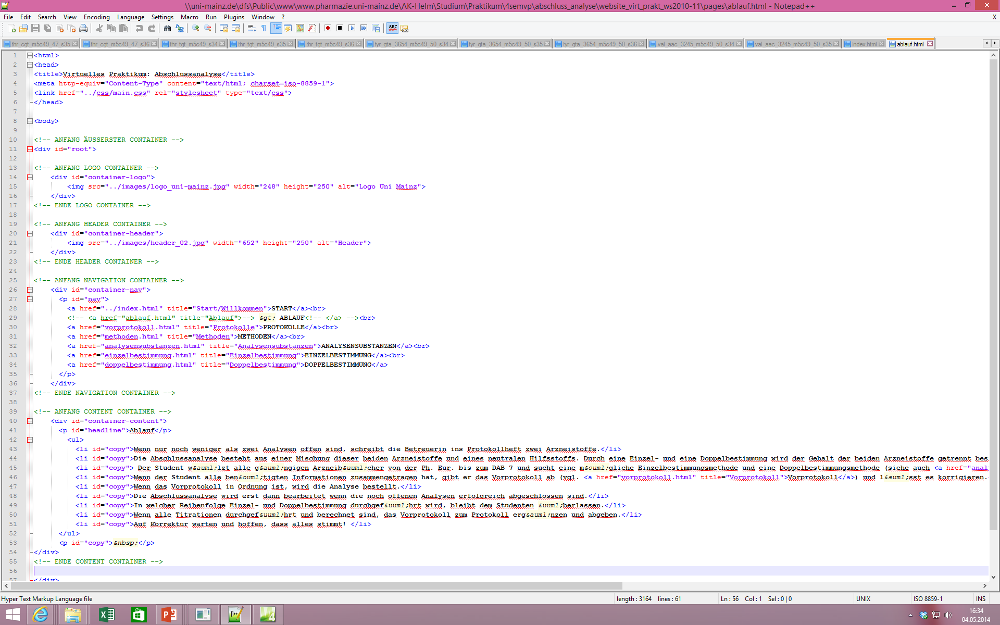 \\uni-mainz.de\dfs\Public\www\www.pharmazie.uni-mainz.de\AK-Helm\Studium\Praktikum\4semvp\abschluss_analyse\website_virt_prakt_ws2010-11\pages\ablauf.html - Notepad++
File Edit Search View Encoding Language Settings Macro Run Plugins Window ? X
thr_cgt_m5c49_47_s35 thr_cgt_m5c49_47_s36 thr_tgt_m5c49_s34 thr_tgt_m5c49_s35 thr_tgt_m5c49_s36 tyr_gta_3654_m5c49_50_s34 tyr_gta_3654_m5c49_50_s35 tyr_gta_3654_m5c49_50_s36 val_aac_3245_m5c49_50_s34 val_aac_3245_m5c49_50_s35 index.html ablauf.html
1 <html>
2 <head>
3 <title>Virtuelles Praktikum: Abschlussanalyse</title>
4 <meta http-equiv="Content-Type" content="text/html; charset=iso-8859-1">
5 <link href="../css/main.css" rel="stylesheet" type="text/css">
6 </head>
7
8 <body>
9
10 <!-- ANFANG ÄUSSERSTER CONTAINER -->
11 <div id="root">
12
13 <!-- ANFANG LOGO CONTAINER -->
14 <div id="container-logo">
15 <img src="../images/logo_uni-mainz.jpg" width="248" height="250" alt="Logo Uni Mainz">
16 </div>
17 <!-- ENDE LOGO CONTAINER -->
18
19 <!-- ANFANG HEADER CONTAINER -->
20 <div id="container-header">
21 <img src="../images/header_02.jpg" width="652" height="250" alt="Header">
22 </div>
23 <!-- ENDE HEADER CONTAINER -->
24
25 <!-- ANFANG NAVIGATION CONTAINER -->
26 <div id="container-nav">
27 <p id="nav">
28 <a href="../index.html" title="Start/Willkommen">START</a><br>
29 <!-- <a href="ablauf.html" title="Ablauf">--> &gt; ABLAUF<!-- </a> --><br>
30 <a href="vorprotokoll.html" title="Protokolle">PROTOKOLLE</a><br>
31 <a href="methoden.html" title="Methoden">METHODEN</a><br>
32 <a href="analysensubstanzen.html" title="Analysensubstanzen">ANALYSENSUBSTANZEN</a><br>
33 <a href="einzelbestimmung.html" title="Einzelbestimmung">EINZELBESTIMMUNG</a><br>
34 <a href="doppelbestimmung.html" title="Doppelbestimmung">DOPPELBESTIMMUNG</a>
35 </p>
36 </div>
37 <!-- ENDE NAVIGATION CONTAINER -->
38
39 <!-- ANFANG CONTENT CONTAINER -->
40 <div id="container-content">
41 <p id="headline">Ablauf</p>
42 <ul>
43 <li id="copy">Wenn nur noch weniger als zwei Analysen offen sind, schreibt die Betreuerin ins Protokollheft zwei Arzneistoffe.</li>
44 <li id="copy">Die Abschlussanalyse besteht aus einer Mischung dieser beiden Arzneistoffe und eines neutralen Hilfsstoffs. Durch eine Einzel- und eine Doppelbestimmung wird der Gehalt der beiden Arzneistoffe getrennt bes
45 <li id="copy"> Der Student w&auml;lzt alle g&auml;ngigen Arzneib&uuml;cher von der Ph. Eur. bis zum DAB 7 und sucht eine m&ouml;gliche Einzelbestimmungsmethode und eine Doppelbestimmungsmethode (siehe auch <a href="anal
46 <li id="copy">Wenn der Student alle ben&ouml;tigten Informationen zusammengetragen hat, gibt er das Vorprotokoll ab (vgl. <a href="vorprotokoll.html" title="Vorprotokoll">Vorprotokoll</a>) und l&auml;sst es korrigieren.
47 <li id="copy">Wenn das Vorprotokoll in Ordnung ist, wird die Analyse bestellt.</li>
48 <li id="copy">Die Abschlussanalyse wird erst dann bearbeitet wenn die noch offenen Analysen erfolgreich abgeschlossen sind.</li>
49 <li id="copy">In welcher Reihenfolge Einzel- und Doppelbestimmung durchgef&uuml;hrt wird, bleibt dem Studenten &uuml;berlassen.</li>
50 <li id="copy">Wenn alle Titrationen durchgef&uuml;hrt und berechnet sind, das Vorprotokoll zum Protokoll erg&auml;nzen und abgeben.</li>
51 <li id="copy">Auf Korrektur warten und hoffen, dass alles stimmt! </li>
52 </ul>
53 <p id="copy">&nbsp;</p>
54 </div>
55 <!-- ENDE CONTENT CONTAINER -->
56
57 </div>
Hyper Text Markup Language file length : 3164 lines : 61 Ln : 56 Col : 1 Sel : 0 | 0 UNIX ISO 8859-1 INS
16:34
04.05.2014